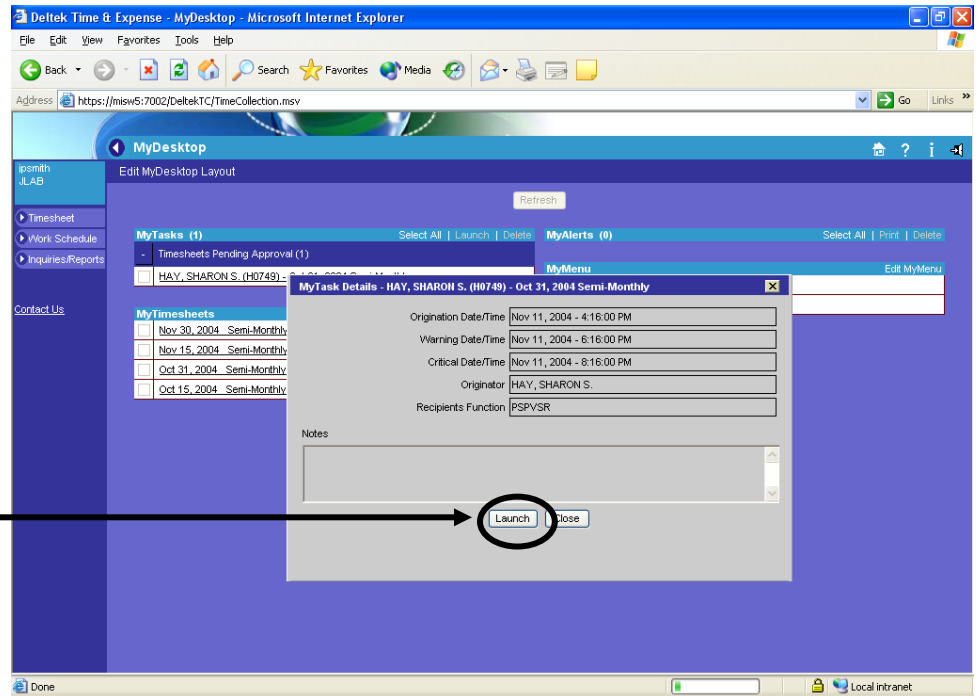 Deltek Time & Expense - MyDesktop - Microsoft Internet Explorer
File Edit View Favorites Tools Help
Back Search Favorites Media
Address https://misw5:7002/DeltekTC/TimeCollection.msv Go Links »
MyDesktop ? i
ipsmith
JLAB
Edit MyDesktop Layout
Refresh
Timesheet
Work Schedule
Inquiries/Reports
Contact Us
MyTasks (1) Select All | Launch | Delete
- Timesheets Pending Approval (1)
HAY, SHARON S. (H0749) -
MyAlerts (0) Select All | Print | Delete
MyMenu Edit MyMenu
MyTimesheets
Nov 30, 2004 Semi-Monthly
Nov 15, 2004 Semi-Monthly
Oct 31, 2004 Semi-Monthly
Oct 15, 2004 Semi-Monthly
MyTask Details - HAY, SHARON S. (H0749) - Oct 31, 2004 Semi-Monthly
Origination Date/Time Nov 11, 2004 - 4:16:00 PM
Warning Date/Time Nov 11, 2004 - 6:16:00 PM
Critical Date/Time Nov 11, 2004 - 8:16:00 PM
Originator HAY, SHARON S.
Recipients Function PSPVSR
Notes
Launch Close
Done Local intranet